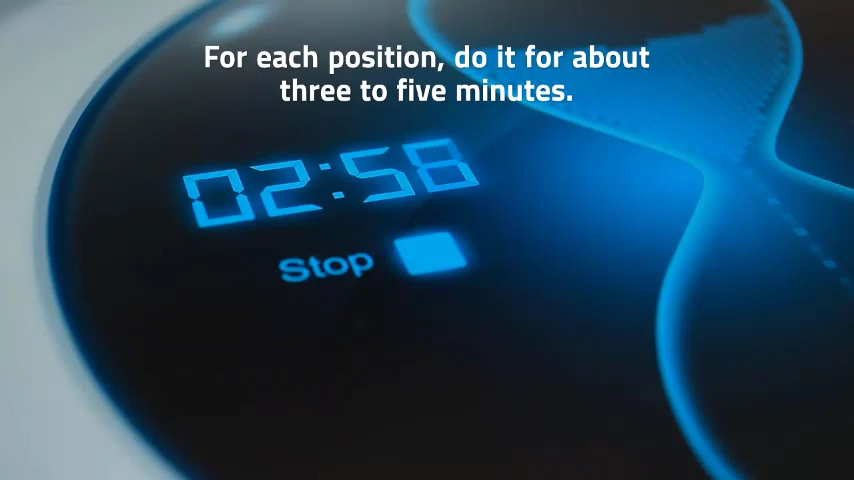 For each position, do it for about
three to five minutes.
02:58
Stop